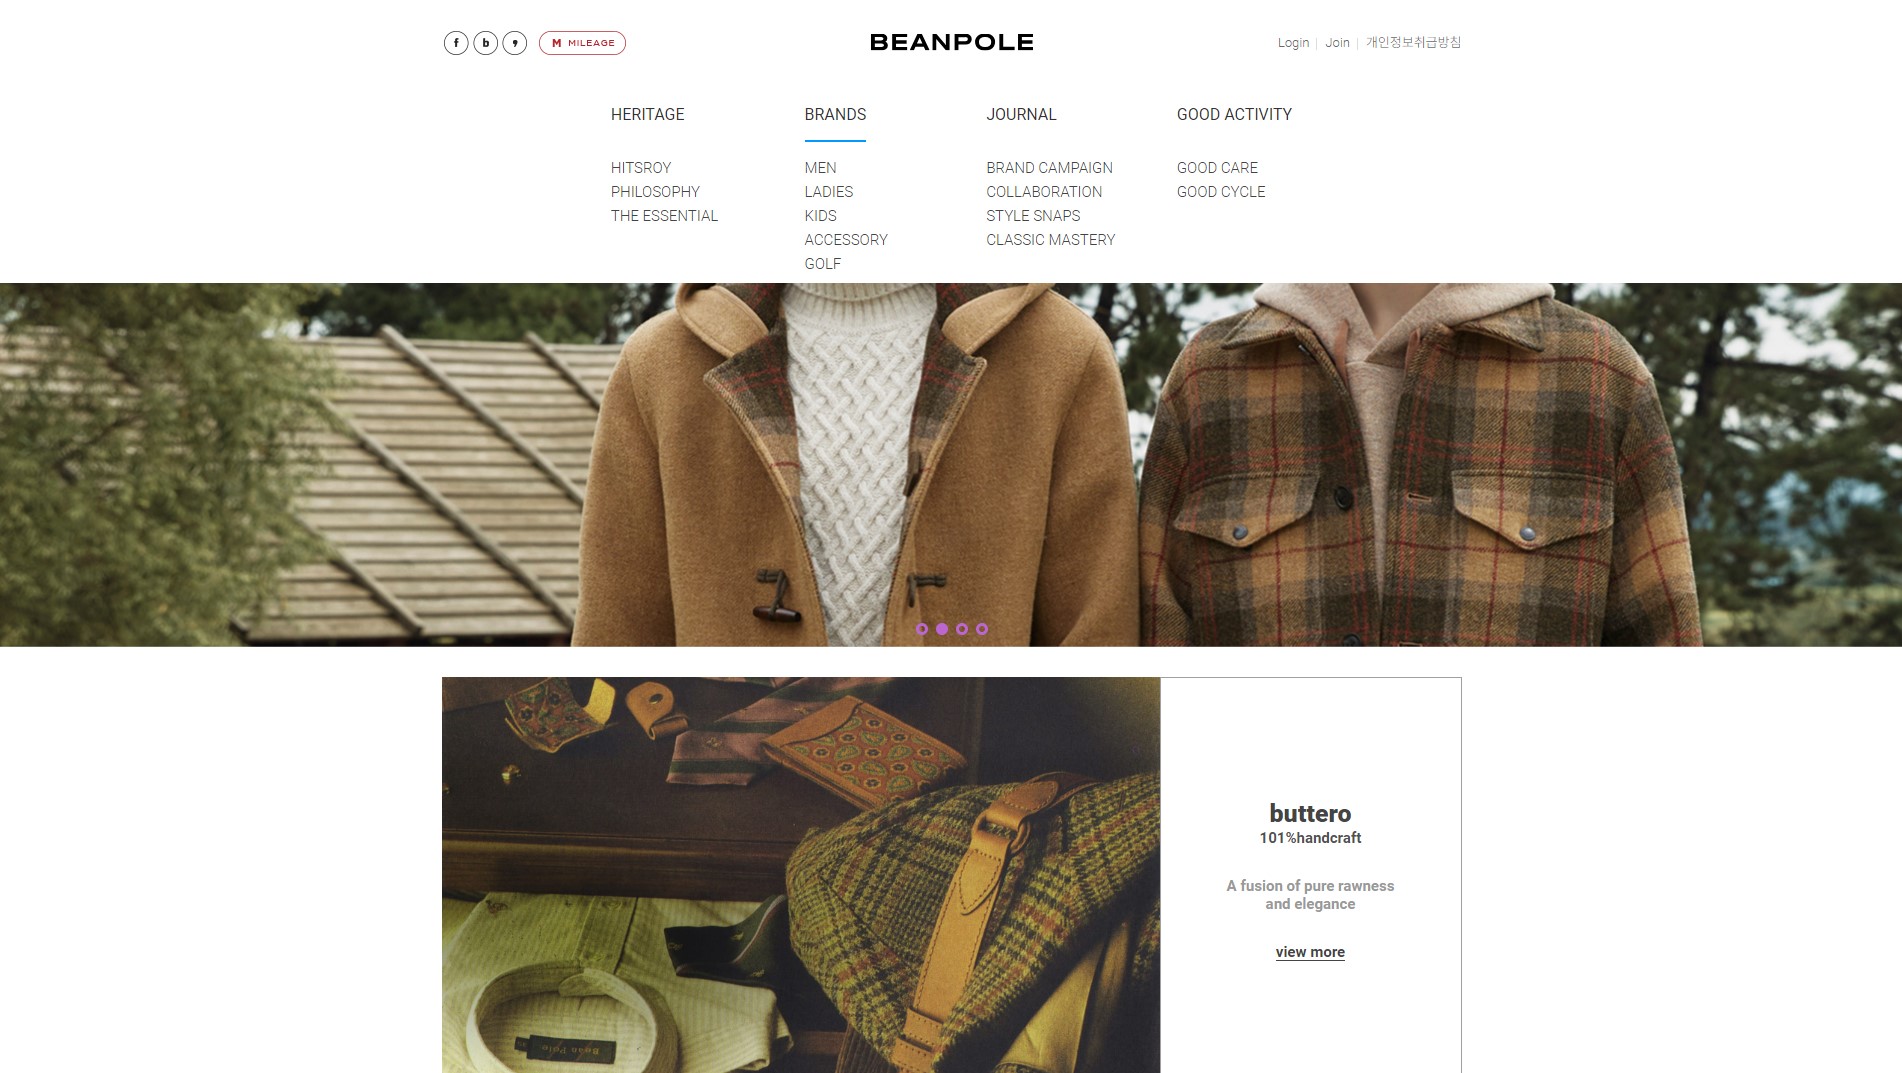 f b , M MILEAGE
BEANPOLE
Login Join 개인정보취급방침
HERITAGE BRANDS JOURNAL GOOD ACTIVITY
HITSROY
PHILOSOPHY
THE ESSENTIAL
MEN
LADIES
KIDS
ACCESSORY
GOLF
BRAND CAMPAIGN
COLLABORATION
STYLE SNAPS
CLASSIC MASTERY
GOOD CARE
GOOD CYCLE
buttero
101%handcraft
A fusion of pure rawness
and elegance
view more
Bean Pole